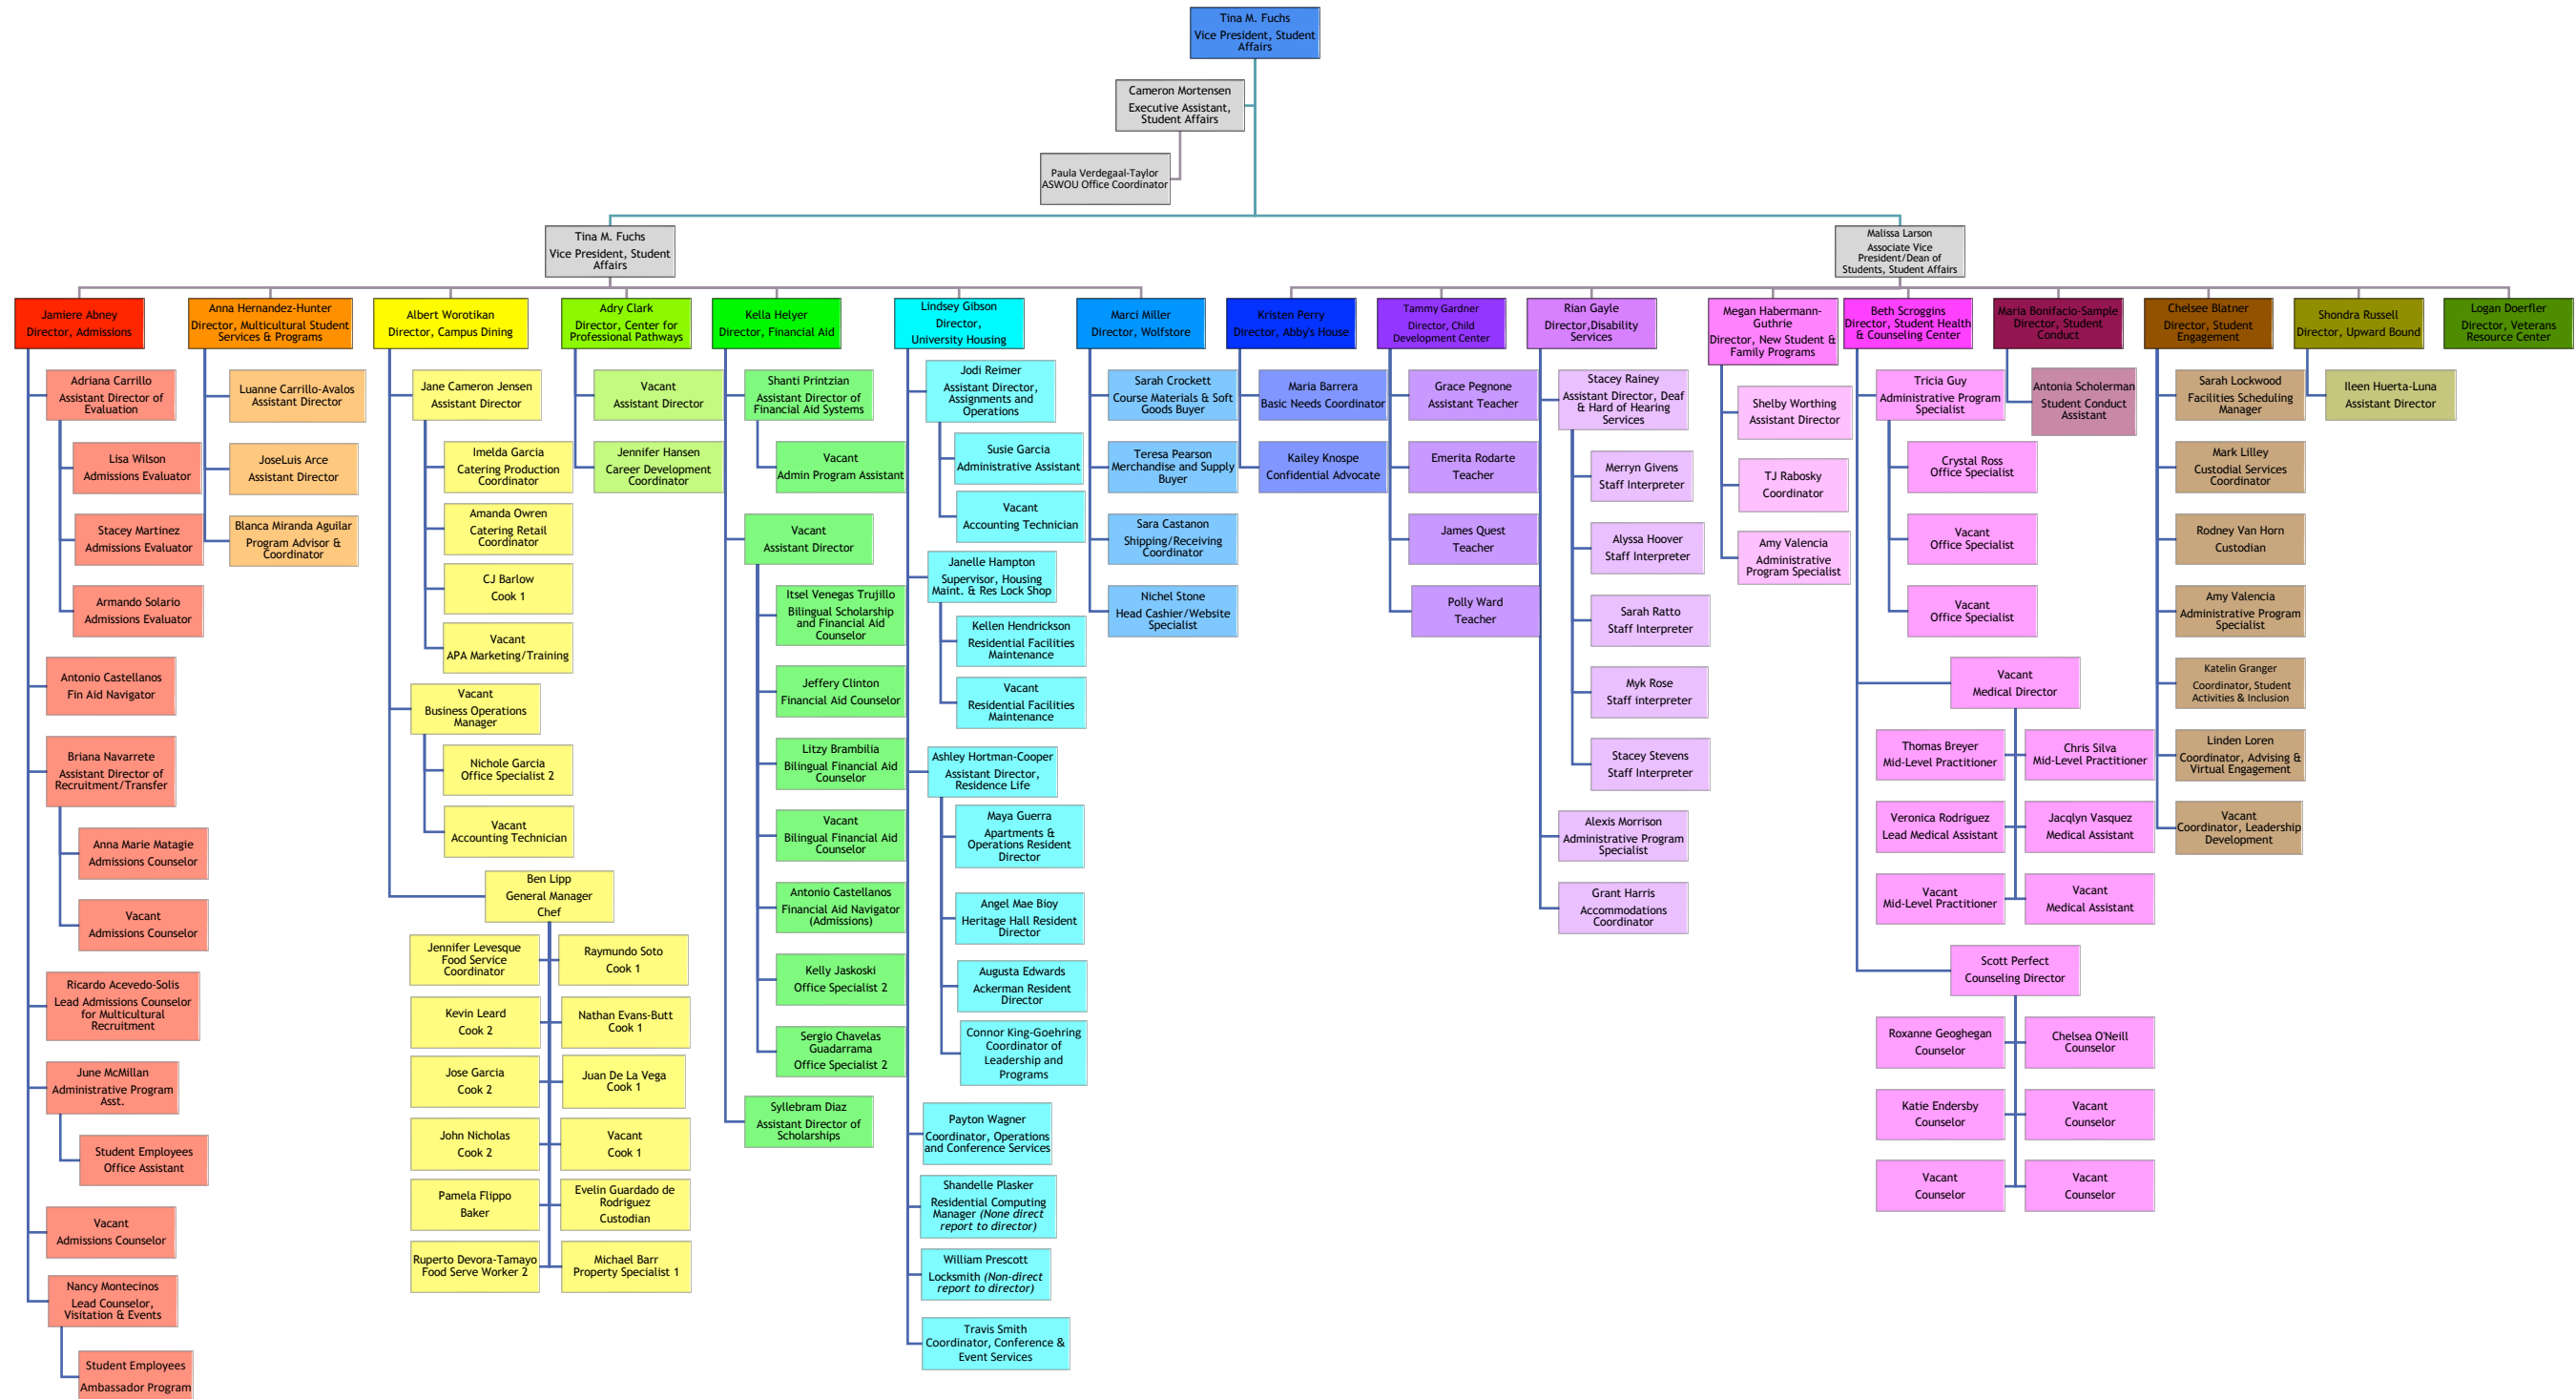 Tina M. Fuchs
Vice President, Student
Affairs
Cameron Mortensen
Executive Assistant,
Student Affairs
Paula Verdegaal-Taylor
ASWOU Office Coordinator
Tina M. Fuchs
Vice President, Student
Affairs
Malissa Larson
Associate Vice
President/Dean of
Students, Student Affairs
Jamiere Abney
Director, Admissions
Adriana Carrillo
Assistant Director of
Evaluation
Lisa Wilson
Admissions Evaluator
Stacey Martinez
Admissions Evaluator
Armando Solario
Admissions Evaluator
Antonio Castellanos
Fin Aid Navigator
Briana Navarrete
Assistant Director of
Recruitment/Transfer
Anna Marie Matagie
Admissions Counselor
Vacant
Admissions Counselor
Ricardo Acevedo-Solis
Lead Admissions Counselor
for Multicultural
Recruitment
June McMillan
Administrative Program
Asst.
Student Employees
Office Assistant
Vacant
Admissions Counselor
Nancy Montecinos
Lead Counselor,
Visitation & Events
Student Employees
Ambassador Program
Anna Hernandez-Hunter
Director, Multicultural Student
Services & Programs
Luanne Carrillo-Avalos
Assistant Director
JoseLuis Arce
Assistant Director
Blanca Miranda Aguilar
Program Advisor &
Coordinator
Albert Worotikan
Director, Campus Dining
Jane Cameron Jensen
Assistant Director
Imelda Garcia
Catering Production
Coordinator
Amanda Owren
Catering Retail
Coordinator
CJ Barlow
Cook 1
Vacant
APA Marketing/Training
Vacant
Business Operations
Manager
Nichole Garcia
Office Specialist 2
Vacant
Accounting Technician
Ben Lipp
General Manager
Chef
Jennifer Levesque
Food Service
Coordinator
Raymundo Soto
Cook 1
Kevin Leard
Cook 2
Nathan Evans-Butt
Cook 1
Jose Garcia
Cook 2
Juan De La Vega
Cook 1
John Nicholas
Cook 2
Vacant
Cook 1
Pamela Flippo
Baker
Evelin Guardado de
Rodriguez
Custodian
Ruperto Devora-Tamayo
Food Serve Worker 2
Michael Barr
Property Specialist 1
Adry Clark
Director, Center for
Professional Pathways
Vacant
Assistant Director
Jennifer Hansen
Career Development
Coordinator
Kella Helyer
Director, Financial Aid
Shanti Printzian
Assistant Director of
Financial Aid Systems
Vacant
Admin Program Assistant
Vacant
Assistant Director
Itsel Venegas Trujillo
Bilingual Scholarship
and Financial Aid
Counselor
Jeffery Clinton
Financial Aid Counselor
Litzy Brambilia
Bilingual Financial Aid
Counselor
Vacant
Bilingual Financial Aid
Counselor
Antonio Castellanos
Financial Aid Navigator
(Admissions)
Kelly Jaskoski
Office Specialist 2
Sergio Chavelas
Guadarrama
Office Specialist 2
Syllebram Diaz
Assistant Director of
Scholarships
Lindsey Gibson
Director,
University Housing
Jodi Reimer
Assistant Director,
Assignments and
Operations
Susie Garcia
Administrative Assistant
Vacant
Accounting Technician
Janelle Hampton
Supervisor, Housing
Maint. & Res Lock Shop
Kellen Hendrickson
Residential Facilities
Maintenance
Vacant
Residential Facilities
Maintenance
Ashley Hortman-Cooper
Assistant Director,
Residence Life
Maya Guerra
Apartments &
Operations Resident
Director
Angel Mae Bioy
Heritage Hall Resident
Director
Augusta Edwards
Ackerman Resident
Director
Connor King-Goehring
Coordinator of
Leadership and
Programs
Payton Wagner
Coordinator, Operations
and Conference Services
Shandelle Plasker
Residential Computing
Manager (None direct
report to director)
William Prescott
Locksmith (Non-direct
report to director)
Travis Smith
Coordinator, Conference &
Event Services
Marci Miller
Director, Wolfstore
Sarah Crockett
Course Materials & Soft
Goods Buyer
Teresa Pearson
Merchandise and Supply
Buyer
Sara Castanon
Shipping/Receiving
Coordinator
Nichel Stone
Head Cashier/Website
Specialist
Kristen Perry
Director, Abby's House
Maria Barrera
Basic Needs Coordinator
Kailey Knospe
Confidential Advocate
Tammy Gardner
Director, Child
Development Center
Grace Pegnone
Assistant Teacher
Emerita Rodarte
Teacher
James Quest
Teacher
Polly Ward
Teacher
Rian Gayle
Director,Disability
Services
Stacey Rainey
Assistant Director, Deaf
& Hard of Hearing
Services
Merryn Givens
Staff Interpreter
Alyssa Hoover
Staff Interpreter
Sarah Ratto
Staff Interpreter
Myk Rose
Staff interpreter
Stacey Stevens
Staff Interpreter
Alexis Morrison
Administrative Program
Specialist
Grant Harris
Accommodations
Coordinator
Megan Habermann-
Guthrie
Director, New Student &
Family Programs
Shelby Worthing
Assistant Director
TJ Rabosky
Coordinator
Amy Valencia
Administrative
Program Specialist
Beth Scroggins
Director, Student Health
& Counseling Center
Tricia Guy
Administrative Program
Specialist
Crystal Ross
Office Specialist
Vacant
Office Specialist
Vacant
Office Specialist
Vacant
Medical Director
Thomas Breyer
Mid-Level Practitioner
Chris Silva
Mid-Level Practitioner
Veronica Rodriguez
Lead Medical Assistant
Jacqlyn Vasquez
Medical Assistant
Vacant
Mid-Level Practitioner
Vacant
Medical Assistant
Scott Perfect
Counseling Director
Roxanne Geoghegan
Counselor
Chelsea O'Neill
Counselor
Katie Endersby
Counselor
Vacant
Counselor
Vacant
Counselor
Vacant
Counselor
Maria Bonifacio-Sample
Director, Student
Conduct
Antonia Scholerman
Student Conduct
Assistant
Chelsee Blatner
Director, Student
Engagement
Sarah Lockwood
Facilities Scheduling
Manager
Mark Lilley
Custodial Services
Coordinator
Rodney Van Horn
Custodian
Amy Valencia
Administrative Program
Specialist
Katelin Granger
Coordinator, Student
Activities & Inclusion
Linden Loren
Coordinator, Advising &
Virtual Engagement
Vacant
Coordinator, Leadership
Development
Shondra Russell
Director, Upward Bound
Ileen Huerta-Luna
Assistant Director
Logan Doerfler
Director, Veterans
Resource Center